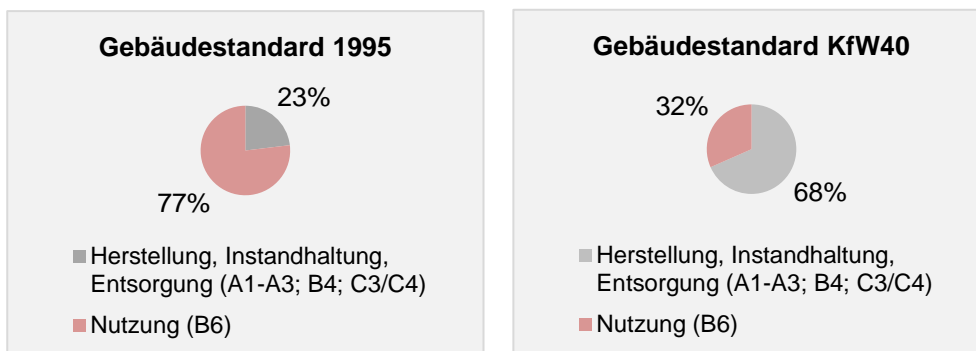 Gebäudestandard 1995
23%
77%
Herstellung, Instandhaltung,
Entsorgung (A1-A3; B4; C3/C4)
Nutzung (B6)
Gebäudestandard KfW40
32%
68%
Herstellung, Instandhaltung,
Entsorgung (A1-A3; B4; C3/C4)
Nutzung (B6)